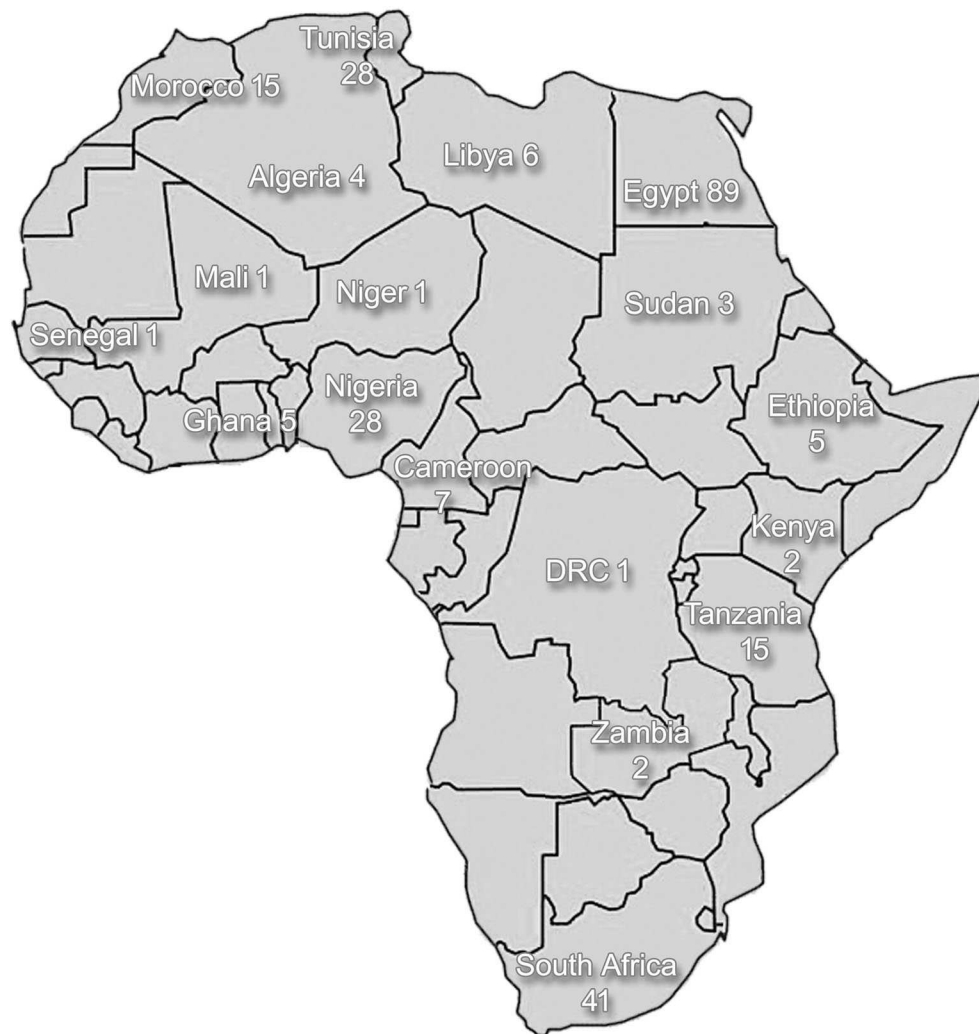 Tunisia
28
Morocco 15
Libya 6
Algeria 4
Egypt 89
Mali 1
Niger 1
Sudan 3
Senegal 1
Nigeria
28
Ghana 5
Ethiopia
5
Cameroon
7
Kenya
2
DRC 1
Tanzania
15
Zambia
2
South Africa
41